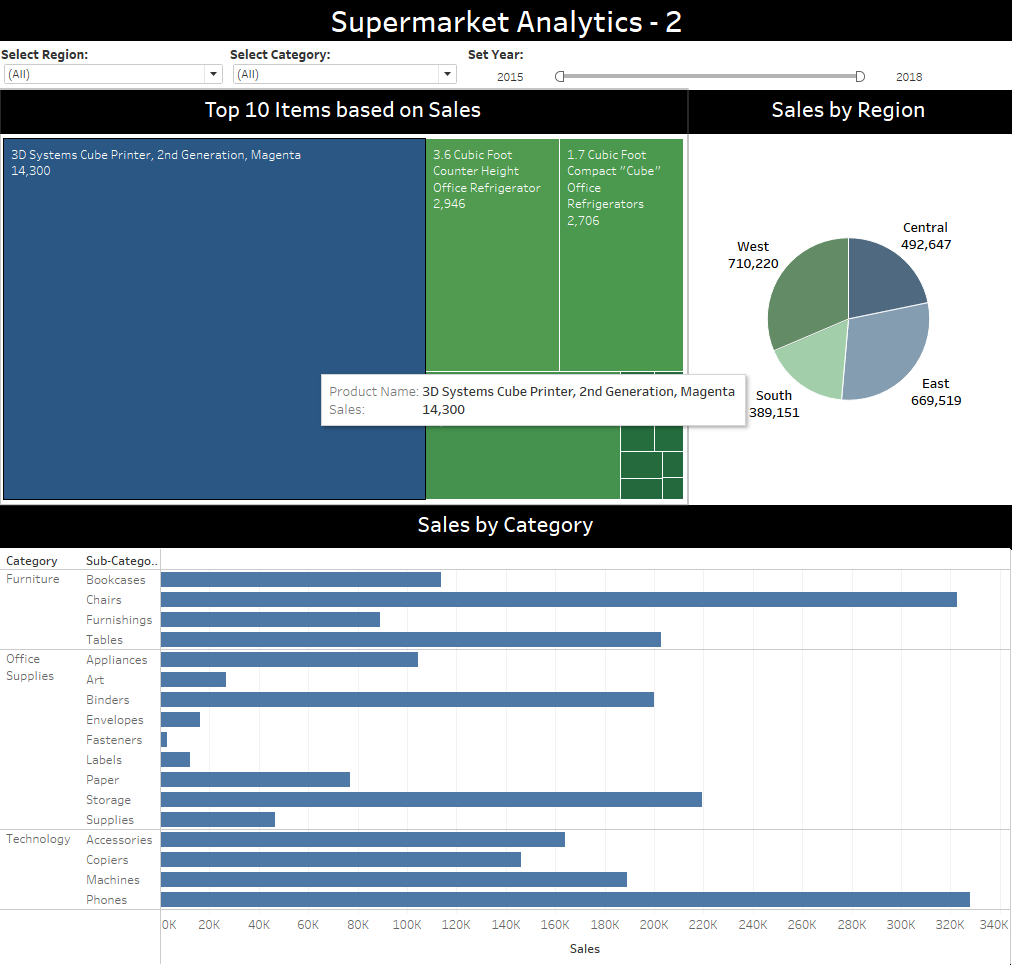 Supermarket Analytics - 2
Select Region:
Select Category:
Set Year:
(All)
(All)
2015
2018
Top 10 Items based on Sales
Sales by Region
3D Systems Cube Printer, 2nd Generation, Magenta
14,300
3.6 Cubic Foot
Counter Height
Office Refrigerator
2,946
1.7 Cubic Foot
Compact "Cube"
Office
Refrigerators
2,706
Central
492,647
West
710,220
East
669,519
South
389,151
Product Name: 3D Systems Cube Printer, 2nd Generation, Magenta
Sales: 14,300
Sales by Category
Category
Sub-Catego..
Furniture
Bookcases
Chairs
Furnishings
Tables
Office
Supplies
Appliances
Art
Binders
Envelopes
Fasteners
Labels
Paper
Storage
Supplies
Technology
Accessories
Copiers
Machines
Phones
0K 20K 40K 60K 80K 100K 120K 140K 160K 180K 200K 220K 240K 260K 280K 300K 320K 340K
Sales